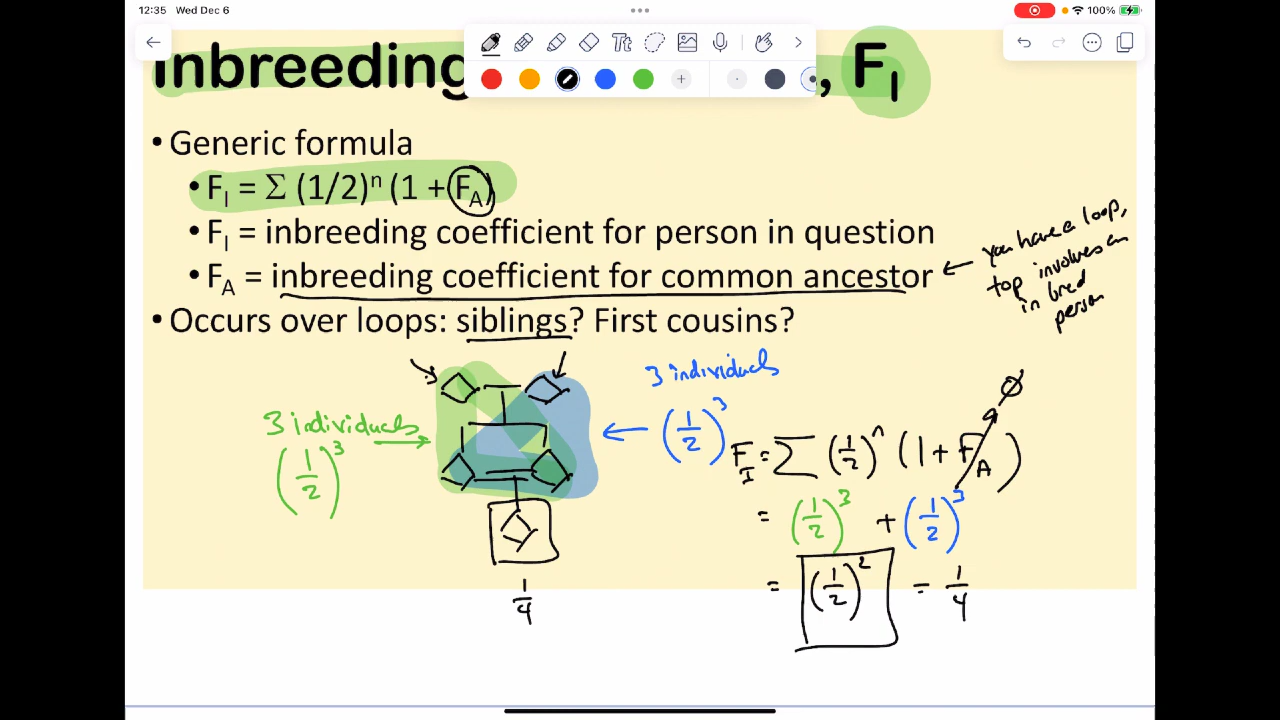 12:35 Wed Dec 6
100%
Tt
Inbreeding , F_I
• Generic formula
• F_I = Σ (1/2)ⁿ (1 + F_A)
• F_I = inbreeding coefficient for person in question
• F_A = inbreeding coefficient for common ancestor
you have a loop,
top involves an
in bred
person
• Occurs over loops: siblings? First cousins?
3 individuals
(1/2)³
3 individuals
(1/2)³
F_I = Σ (1/2)ⁿ (1 + F_A) ∅
= (1/2)³ + (1/2)³
= (1/2)² = 1/4
1/4